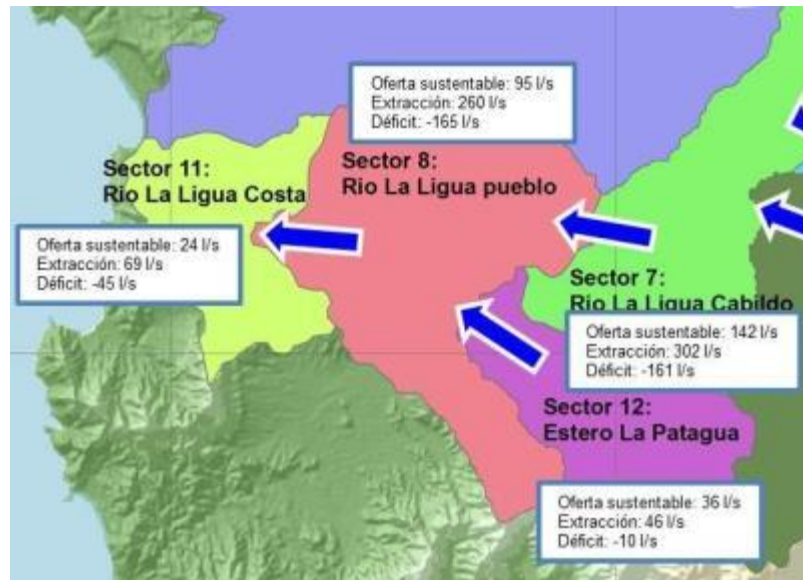 Oferta sustentable: 95 l/s
Extracción: 260 l/s
Déficit: -165 l/s
Sector 11:
Rio La Ligua Costa
Sector 8:
Rio La Ligua pueblo
Oferta sustentable: 24 l/s
Extracción: 69 l/s
Déficit: -45 l/s
Sector 7:
Rio La Ligua Cabildo
Oferta sustentable: 142 l/s
Extracción: 302 l/s
Déficit: -161 l/s
Sector 12:
Estero La Patagua
Oferta sustentable: 36 l/s
Extracción: 46 l/s
Déficit: -10 l/s